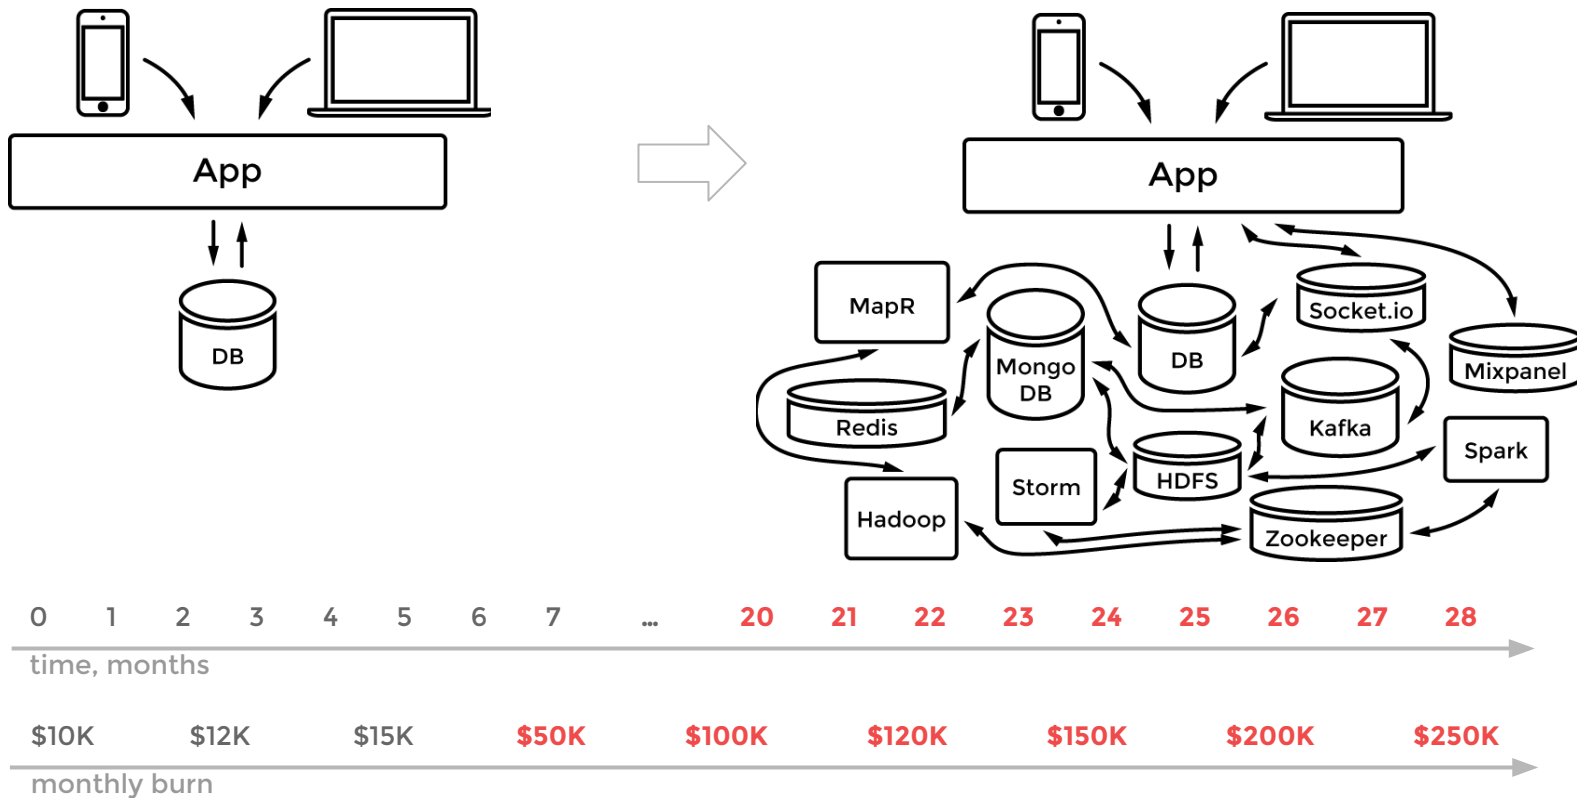 App
DB
App
MapR
Mongo
DB
DB
Socket.io
Mixpanel
Redis
Kafka
Spark
Storm
HDFS
Hadoop
Zookeeper
0 1 2 3 4 5 6 7 ... 20 21 22 23 24 25 26 27 28
time, months
$10K $12K $15K $50K $100K $120K $150K $200K $250K
monthly burn